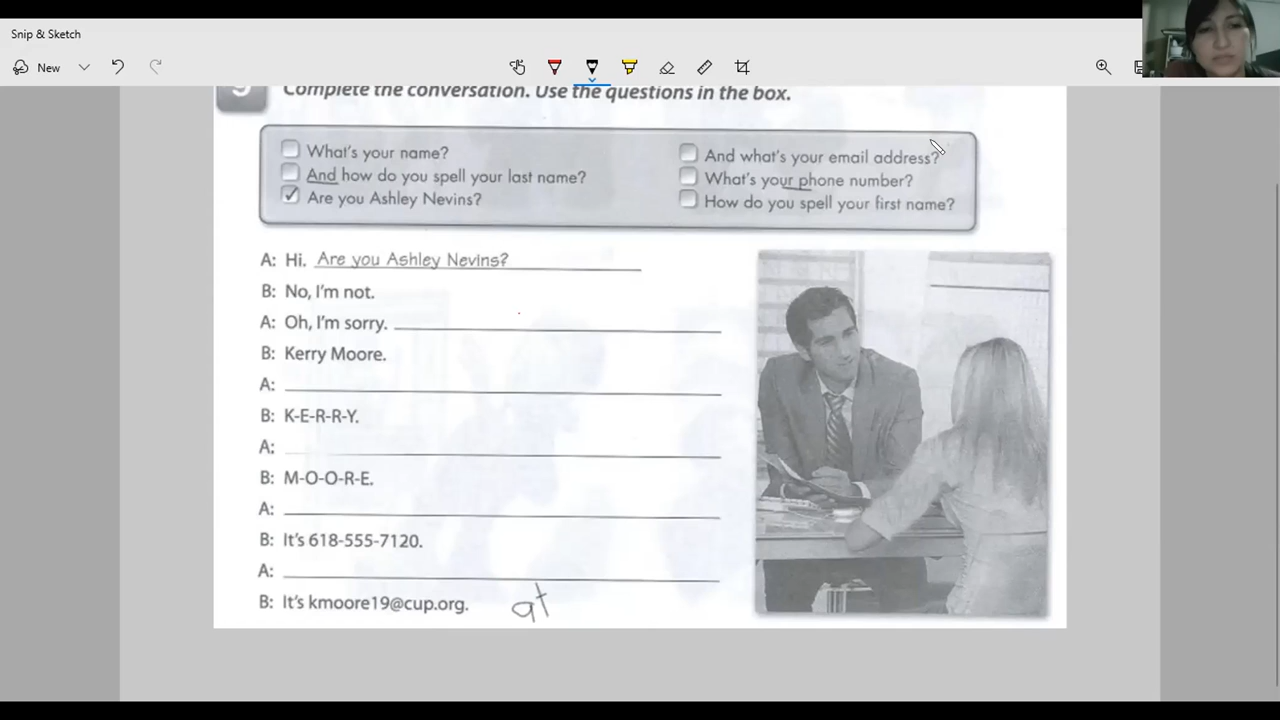 Snip & Sketch
New
Complete the conversation. Use the questions in the box.
What's your name?
And how do you spell your last name?
Are you Ashley Nevins?
And what's your email address?
What's your phone number?
How do you spell your first name?
A: Hi. Are you Ashley Nevins?
B: No, I'm not.
A: Oh, I'm sorry.
B: Kerry Moore.
A:
B: K-E-R-R-Y.
A:
B: M-O-O-R-E.
A:
B: It's 618-555-7120.
A:
B: It's kmoore19@cup.org.
at